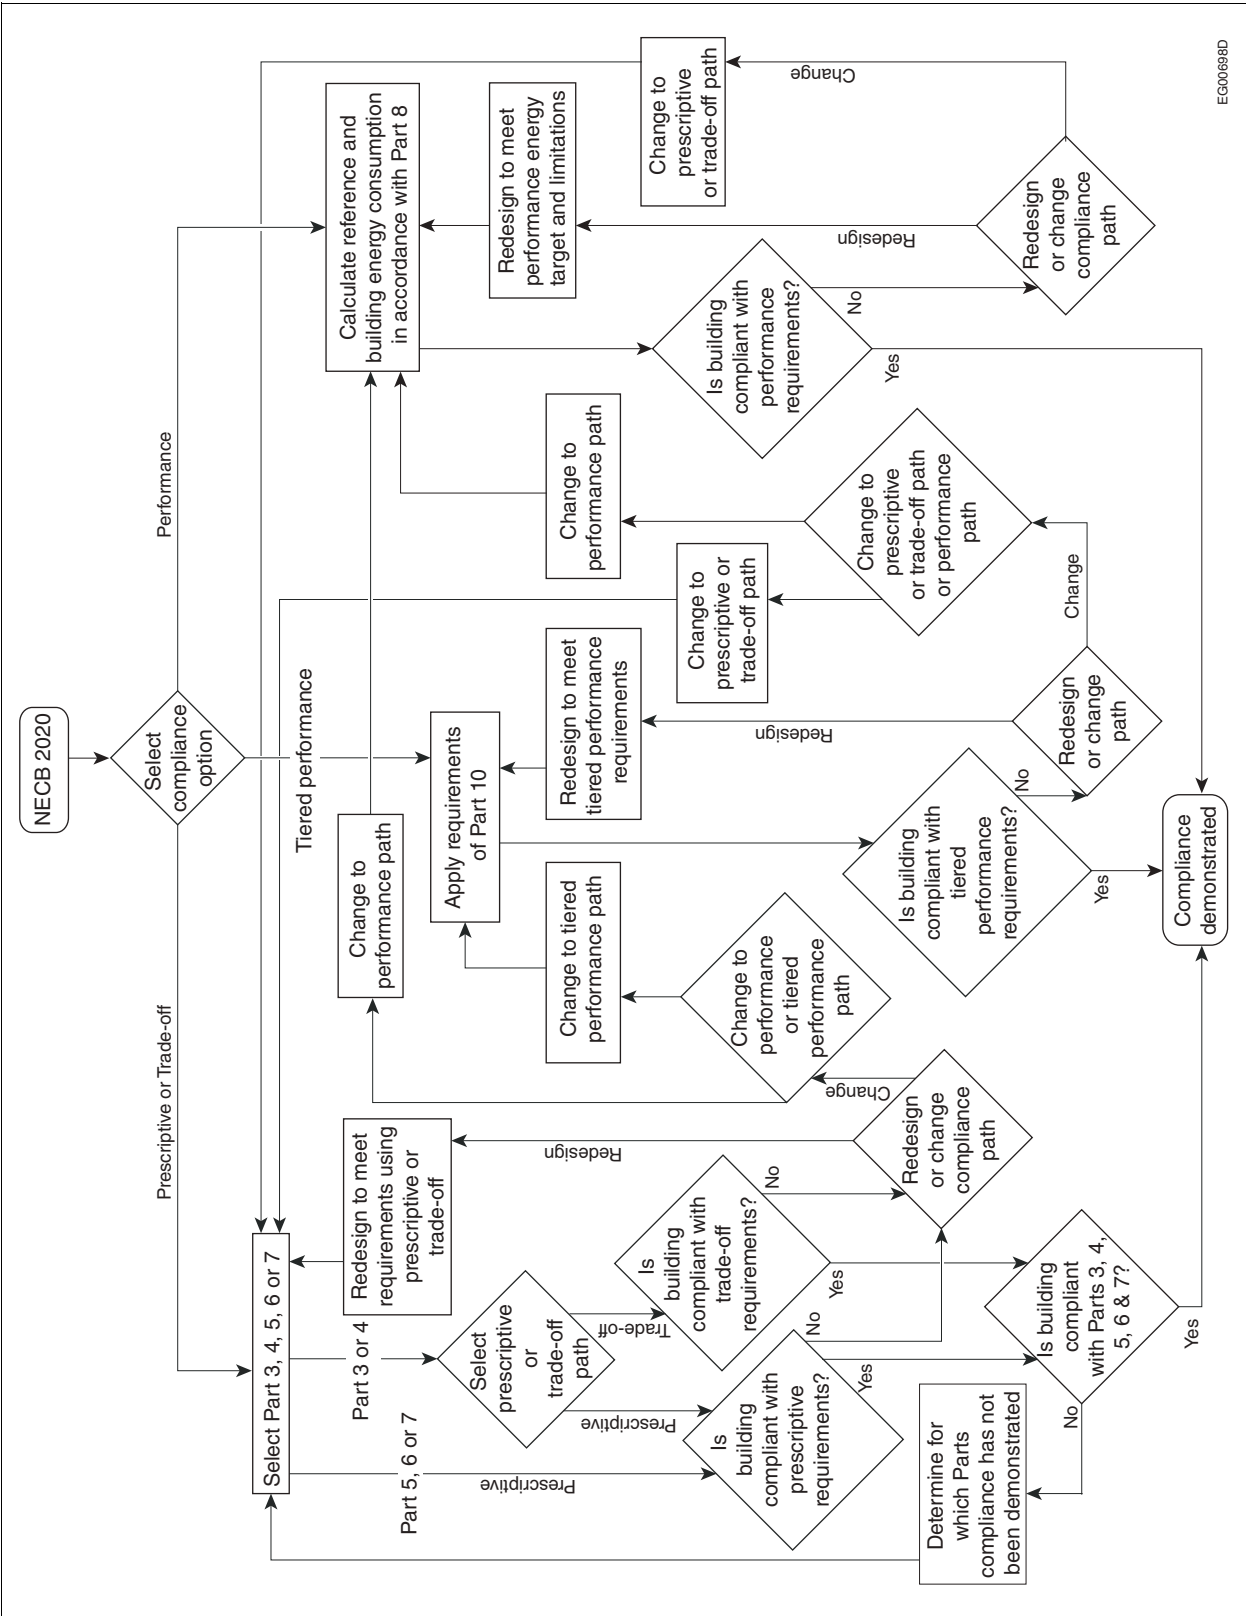 NECB 2020
Select
compliance
option
Prescriptive or Trade-off
Tiered performance
Performance
Select Part 3, 4, 5, 6 or 7
Part 5, 6 or 7
Part 3 or 4
Prescriptive
Select
prescriptive
or
trade-off
path
Prescriptive
Trade-off
Redesign to meet
requirements using
prescriptive or
trade-off
Is
building
compliant with
prescriptive
requirements?
Yes
No
Is
building
compliant with
trade-off
requirements?
Yes
No
Redesign
Redesign
or change
compliance
path
Change
Determine for
which Parts
compliance has not
been demonstrated
No
Is building
compliant
with Parts 3, 4,
5, 6 & 7?
Yes
Change to
performance path
Change to tiered
performance path
Change to
performance
or tiered
performance
path
Apply requirements
of Part 10
Redesign to meet
tiered performance
requirements
Is building
compliant with
tiered
performance
requirements?
Yes
No
Redesign
Redesign
or change
path
Change
Change to
prescriptive or
trade-off path
Change to
performance path
Change to
prescriptive
or trade-off path
or performance
path
Calculate reference and
building energy consumption
in accordance with Part 8
Redesign to meet
performance energy
target and limitations
Change to
prescriptive
or trade-off path
Is building
compliant with
performance
requirements?
Yes
No
Redesign
Change
Redesign
or change
compliance
path
Compliance
demonstrated
EG00698D